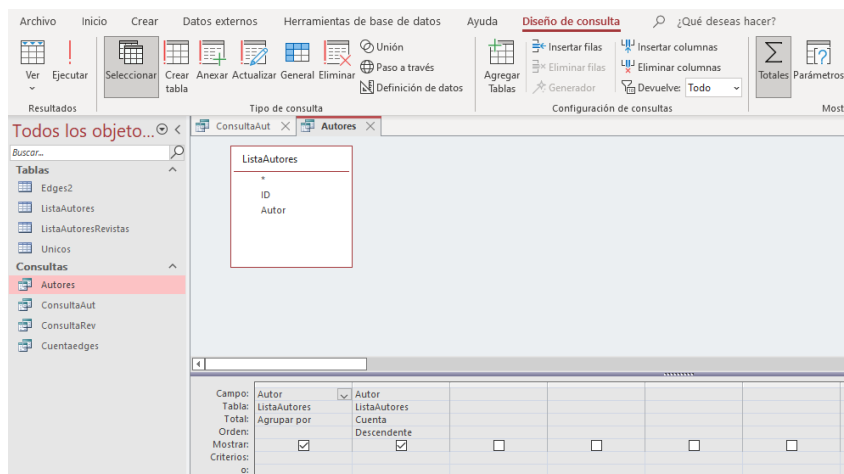 Archivo Inicio Crear Datos externos Herramientas de base de datos Ayuda Diseño de consulta ¿Qué deseas hacer?
Ver Ejecutar Seleccionar Crear tabla Anexar Actualizar General Eliminar
Unión
Paso a través
Definición de datos
Agregar Tablas
Insertar filas
Eliminar filas
Generador
Insertar columnas
Eliminar columnas
Devuelve: Todo
Totales Parámetros
Resultados Tipo de consulta Configuración de consultas Most
Todos los objeto...
Buscar...
Tablas
Edges2
ListaAutores
ListaAutoresRevistas
Unicos
Consultas
Autores
ConsultaAut
ConsultaRev
Cuentaedges
ConsultaAut Autores
ListaAutores
*
ID
Autor
Campo: Autor Autor
Tabla: ListaAutores ListaAutores
Total: Agrupar por Cuenta
Orden: Descendente
Mostrar:
Criterios:
o: